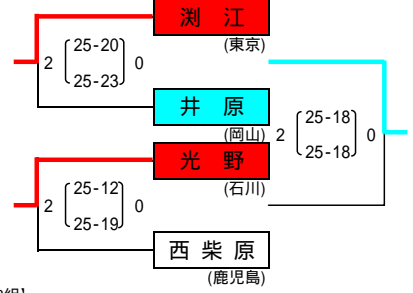 渕 江
(東京)
25-20
2 0
25-23
井 原
(岡山)
25-18
2 0
25-18
光 野
(石川)
25-12
2 0
25-19
西 柴 原
(鹿児島)